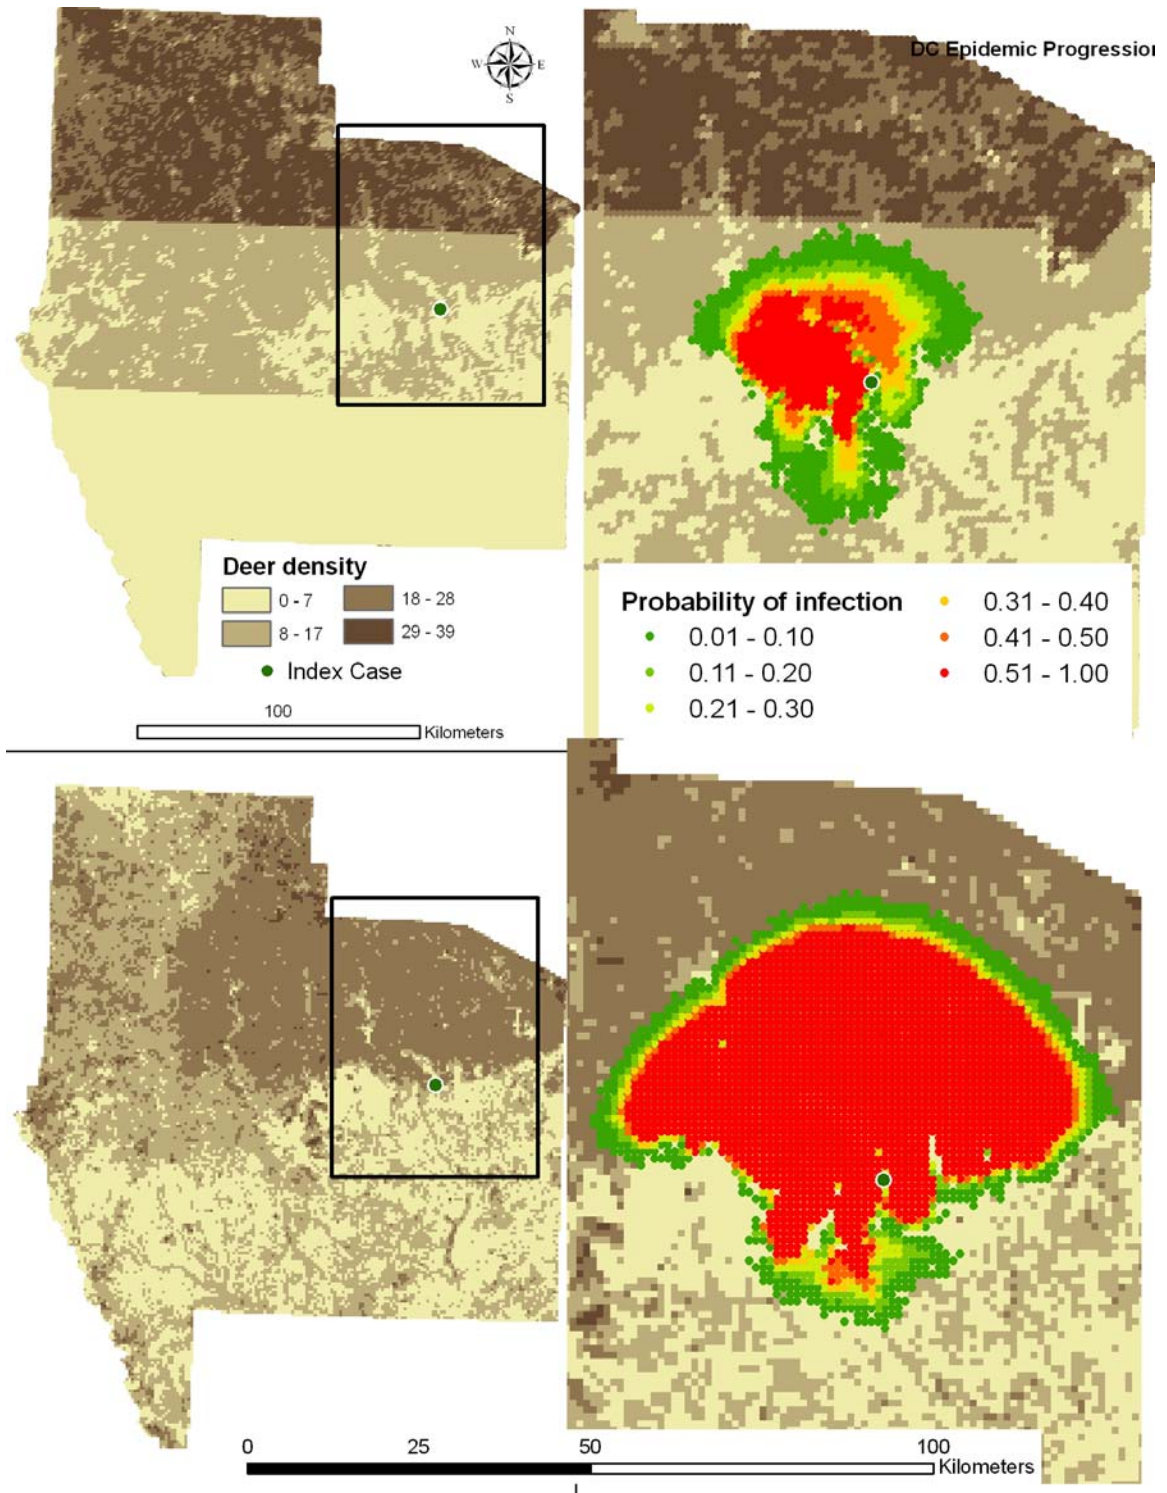 N
W E
S
DC Epidemic Progression
Deer density
0 - 7
18 - 28
8 - 17
29 - 39
Index Case
100
Kilometers
Probability of infection
0.01 - 0.10
0.11 - 0.20
0.21 - 0.30
0.31 - 0.40
0.41 - 0.50
0.51 - 1.00
0 25 50 100
Kilometers